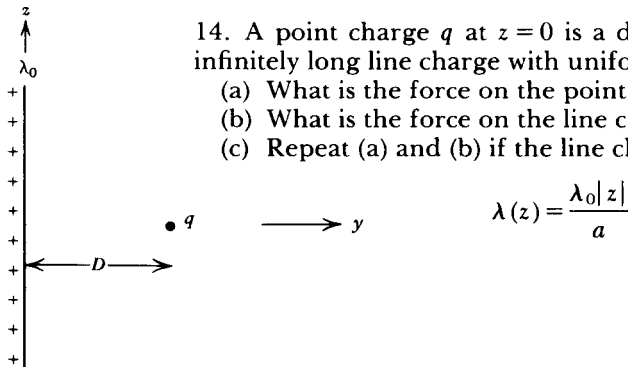 z
λ₀
14. A point charge q at z = 0 is a d
infinitely long line charge with unifo
(a) What is the force on the point
(b) What is the force on the line c
(c) Repeat (a) and (b) if the line cl
λ(z) = λ₀|z| / a
q
y
D
+
+
+
+
+
+
+
+
+
+